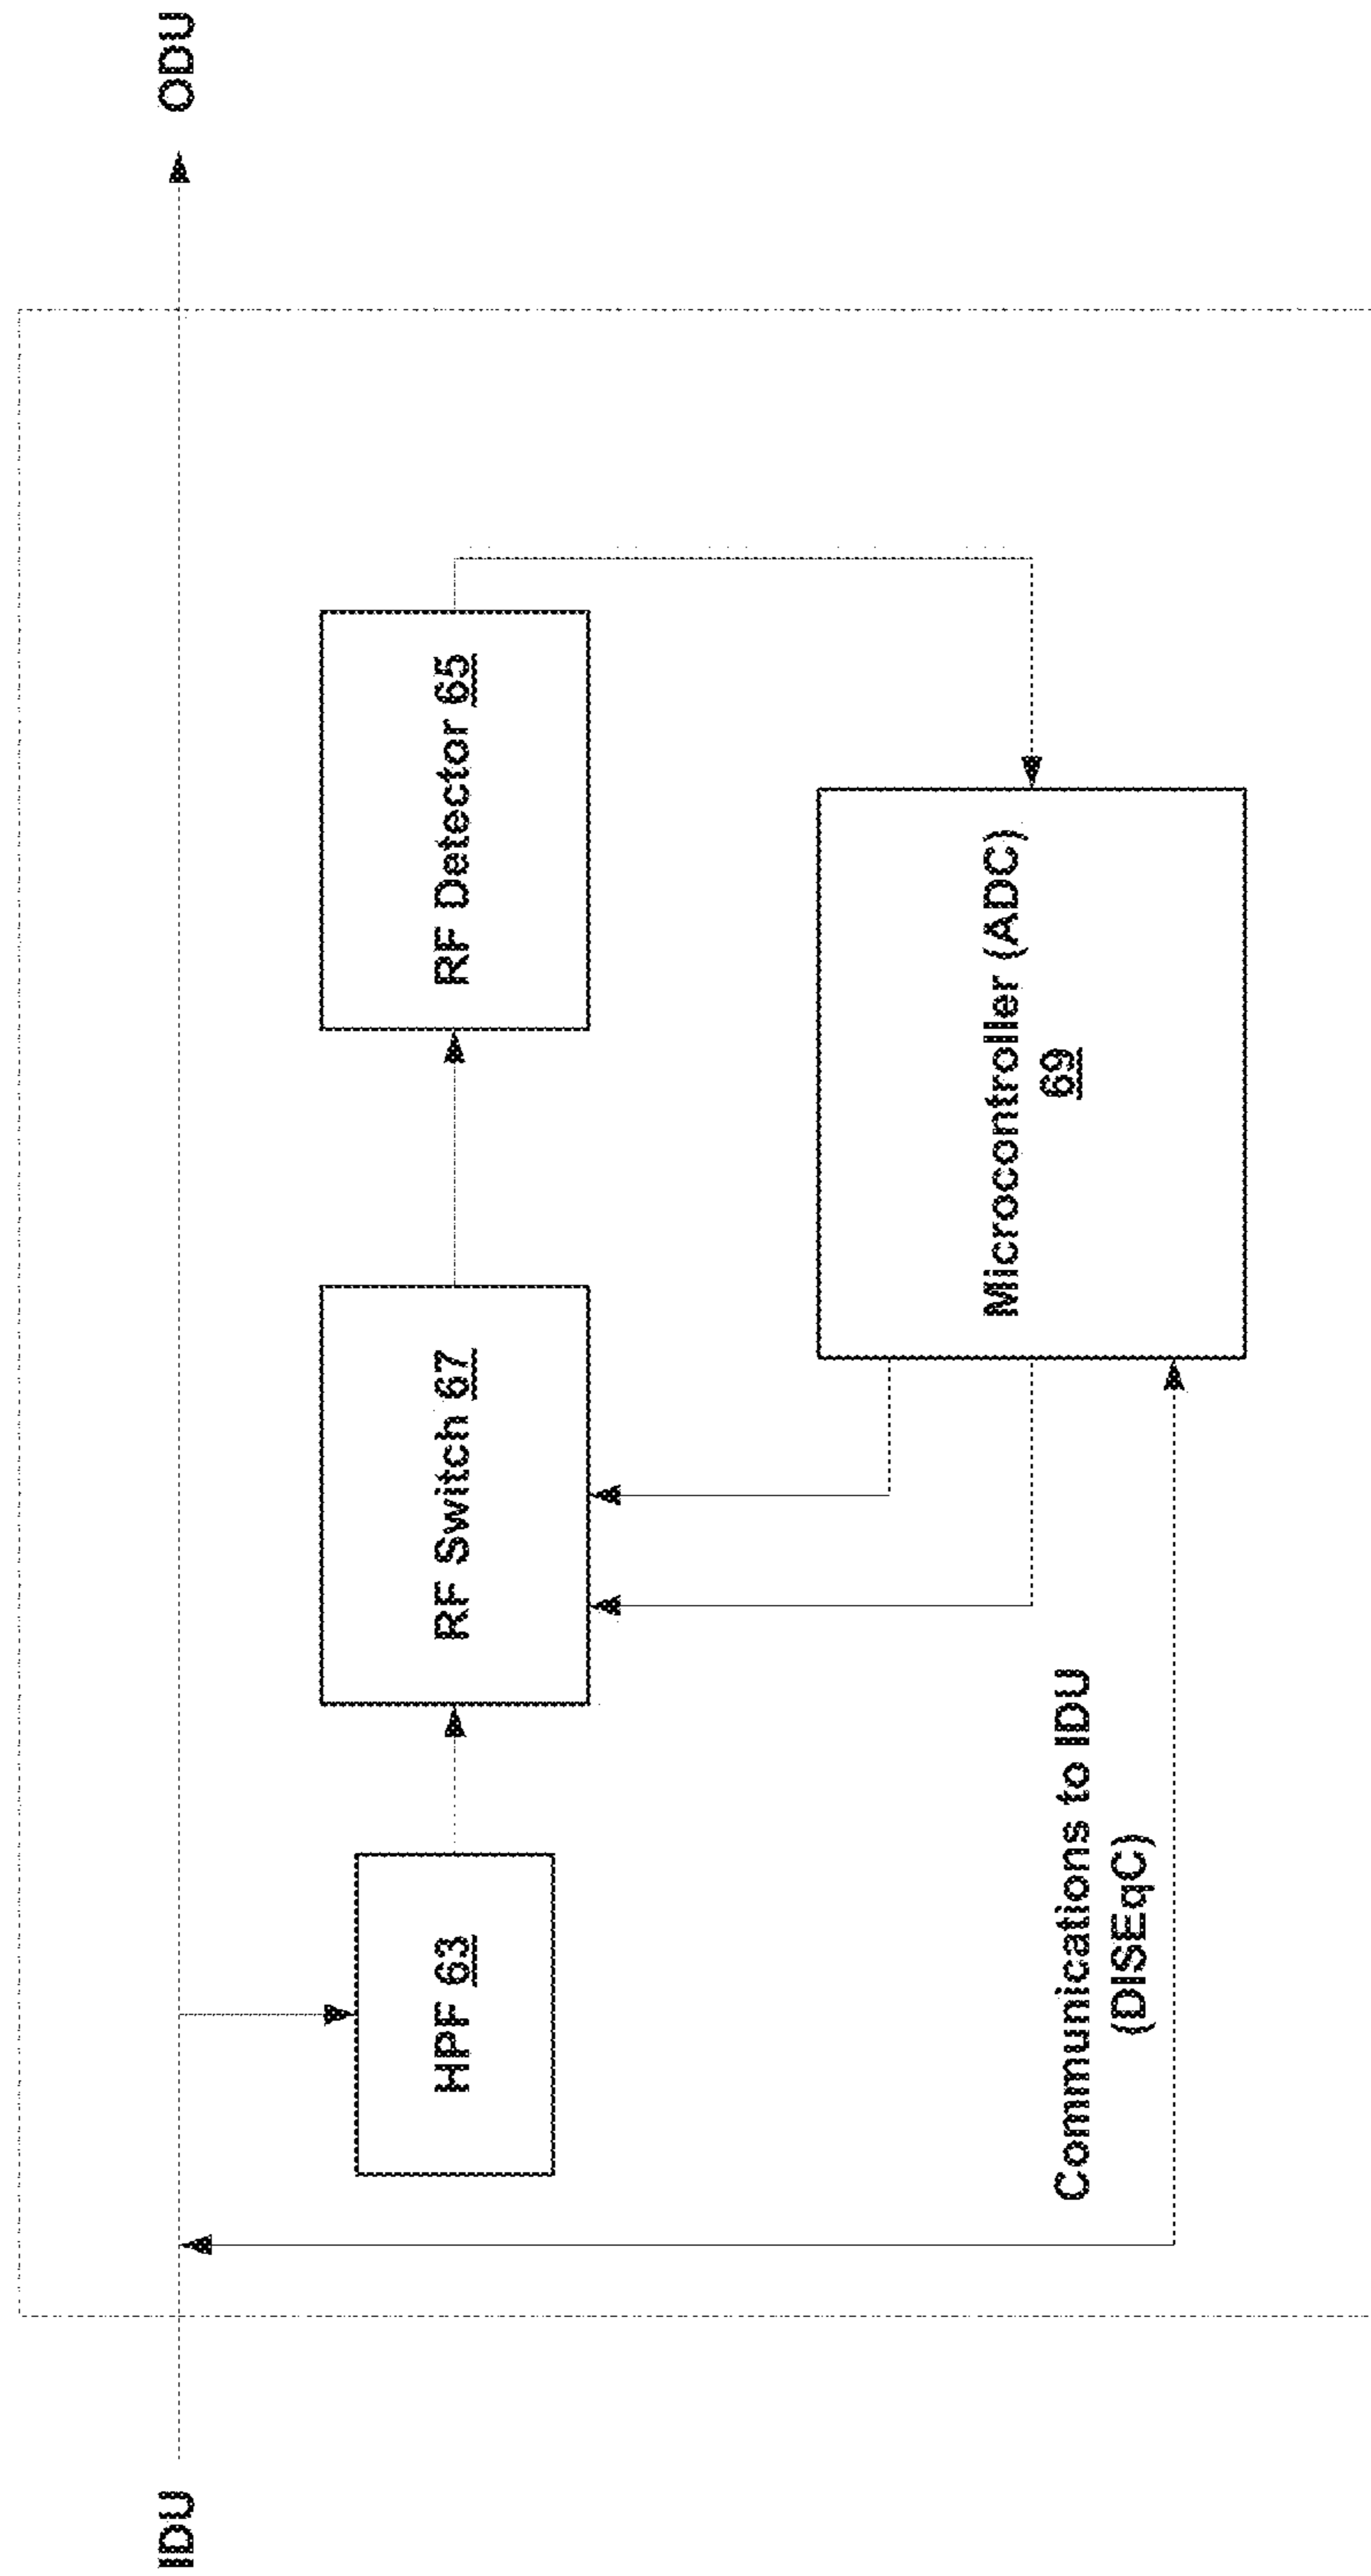 IDU
ODU
HPF 63
RF Switch 67
RF Detector 65
Microcontroller (ADC)
69
Communications to IDU
(DISEqC)